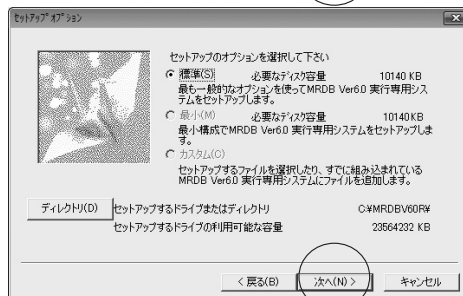 セットアップ オプション
セットアップのオプションを選択して下さい
標準(S) 必要なディスク容量 10140 KB
最も一般的なオプションを使ってMRDB Ver6.0 実行専用シス
テムをセットアップします。
最小(M) 必要なディスク容量 10140KB
最小構成でMRDB Ver6.0 実行専用システムをセットアップしま
す。
カスタム(C)
セットアップするファイルを選択したり、すでに組み込まれている
MRDB Ver6.0 実行専用システムにファイルを追加します。
ディレクトリ(D) セットアップするドライブまたはディレクトリ C:¥MRDBV60R¥
セットアップするドライブの利用可能な容量 23564232 KB
< 戻る(B) 次へ(N) > キャンセル